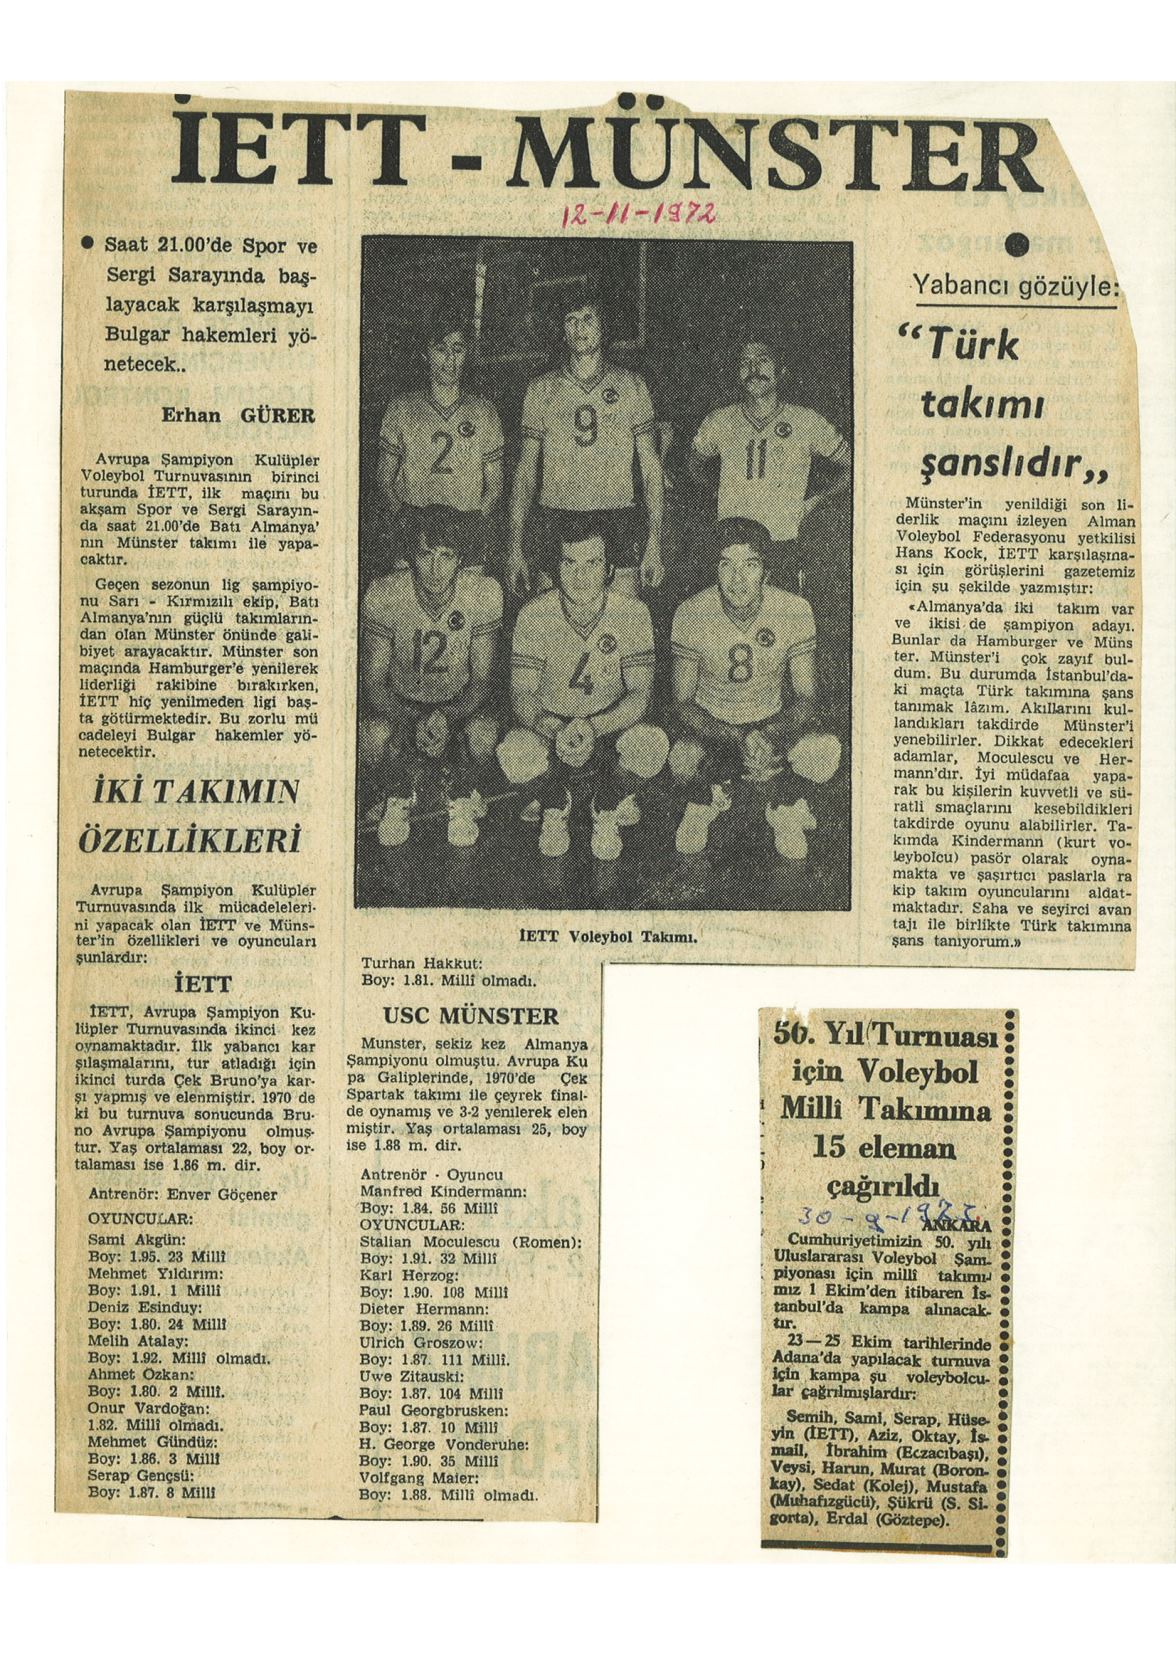 İETT - MÜNSTER
12-11-1972
● Saat 21.00'de Spor ve
Sergi Sarayında baş-
layacak karşılaşmayı
Bulgar hakemleri yö-
netecek..
Erhan GÜRER
Avrupa Şampiyon Kulüpler
Voleybol Turnuvasının birinci
turunda İETT, ilk maçını bu
akşam Spor ve Sergi Sarayın-
da saat 21.00'de Batı Almanya'
nın Münster takımı ile yapa-
caktır.
Geçen sezonun lig şampiyo-
nu Sarı - Kırmızılı ekip, Batı
Almanya'nın güçlü takımların-
dan olan Münster önünde gali-
biyet arayacaktır. Münster son
maçında Hamburger'e yenilerek
liderliği rakibine bırakırken,
İETT hiç yenilmeden ligi baş-
ta götürmektedir. Bu zorlu mü
cadeleyi Bulgar hakemler yö-
netecektir.
İKİ TAKIMIN
ÖZELLİKLERİ
Avrupa Şampiyon Kulüpler
Turnuvasında ilk mücadeleleri-
ni yapacak olan İETT ve Müns-
ter'in özellikleri ve oyuncuları
şunlardır:
İETT
İETT, Avrupa Şampiyon Ku-
lüpler Turnuvasında ikinci kez
oynamaktadır. İlk yabancı kar
şılaşmalarını, tur atladığı için
ikinci turda Çek Bruno'ya kar-
şı yapmış ve elenmiştir. 1970 de
ki bu turnuva sonucunda Bru-
no Avrupa Şampiyonu olmuş-
tur. Yaş ortalaması 22, boy or-
talaması ise 1.86 m. dir.
Antrenör: Enver Göçener
OYUNCULAR:
Sami Akgün:
Boy: 1.95. 23 Millî
Mehmet Yıldırım:
Boy: 1.91. 1 Millî
Deniz Esinduy:
Boy: 1.80. 24 Millî
Melih Atalay:
Boy: 1.92. Millî olmadı.
Ahmet Özkan:
Boy: 1.80. 2 Millî.
Onur Vardoğan:
1.82. Millî olmadı.
Mehmet Gündüz:
Boy: 1.86. 3 Millî
Serap Gençsü:
Boy: 1.87. 8 Millî
2
9
11
12
4
8
İETT Voleybol Takımı.
Turhan Hakkut:
Boy: 1.81. Millî olmadı.
USC MÜNSTER
Munster, sekiz kez Almanya
Şampiyonu olmuştu. Avrupa Ku
pa Galiplerinde, 1970'de Çek
Spartak takımı ile çeyrek final-
de oynamış ve 3-2 yenilerek elen
miştir. Yaş ortalaması 25, boy
ise 1.88 m. dir.
Antrenör - Oyuncu
Manfred Kindermann:
Boy: 1.84. 56 Millî
OYUNCULAR:
Stalian Moculescu (Romen):
Boy: 1.91. 32 Millî
Karl Herzog:
Boy: 1.90. 108 Millî
Dieter Hermann:
Boy: 1.89. 26 Millî
Ulrich Groszow:
Boy: 1.87. 111 Millî.
Uwe Zitauski:
Boy: 1.87. 104 Millî
Paul Georgbrusken:
Boy: 1.87. 10 Millî
H. George Vonderuhe:
Boy: 1.90. 35 Millî
Volfgang Maier:
Boy: 1.88. Millî olmadı.
●
Yabancı gözüyle:
“Türk
takımı
şanslıdır„
Münster'in yenildiği son li-
derlik maçını izleyen Alman
Voleybol Federasyonu yetkilisi
Hans Kock, İETT karşılaşma-
sı için görüşlerini gazetemiz
için şu şekilde yazmıştır:
«Almanya'da iki takım var
ve ikisi de şampiyon adayı.
Bunlar da Hamburger ve Müns
ter. Münster'i çok zayıf bul-
dum. Bu durumda İstanbul'da-
ki maçta Türk takımına şans
tanımak lâzım. Akıllarını kul-
landıkları takdirde Münster'i
yenebilirler. Dikkat edecekleri
adamlar, Moculescu ve Her-
mann'dır. İyi müdafaa yapa-
rak bu kişilerin kuvvetli ve sü-
ratli smaçlarını kesebildikleri
takdirde oyunu alabilirler. Ta-
kımda Kindermann (kurt vo-
leybolcu) pasör olarak oyna-
makta ve şaşırtıcı paslarla ra
kip takım oyuncularını aldat-
maktadır. Saha ve seyirci avan
tajı ile birlikte Türk takımına
şans tanıyorum.»
50. Yıl Turnuası
için Voleybol
Millî Takımına
15 eleman
çağırıldı
30-9-1973
ANKARA
Cumhuriyetimizin 50. yılı
Uluslararası Voleybol Şam-
piyonası için millî takımı-
mız 1 Ekim'den itibaren İs-
tanbul'da kampa alınacak-
tır.
23—25 Ekim tarihlerinde
Adana'da yapılacak turnuva
için kampa şu voleybolcu-
lar çağrılmışlardır:
Semih, Sami, Serap, Hüse-
yin (İETT), Aziz, Oktay, İs-
mail, İbrahim (Eczacıbaşı),
Veysi, Harun, Murat (Boron-
kay), Sedat (Kolej), Mustafa
(Muhafızgücü), Şükrü (S. Si-
gorta), Erdal (Göztepe).